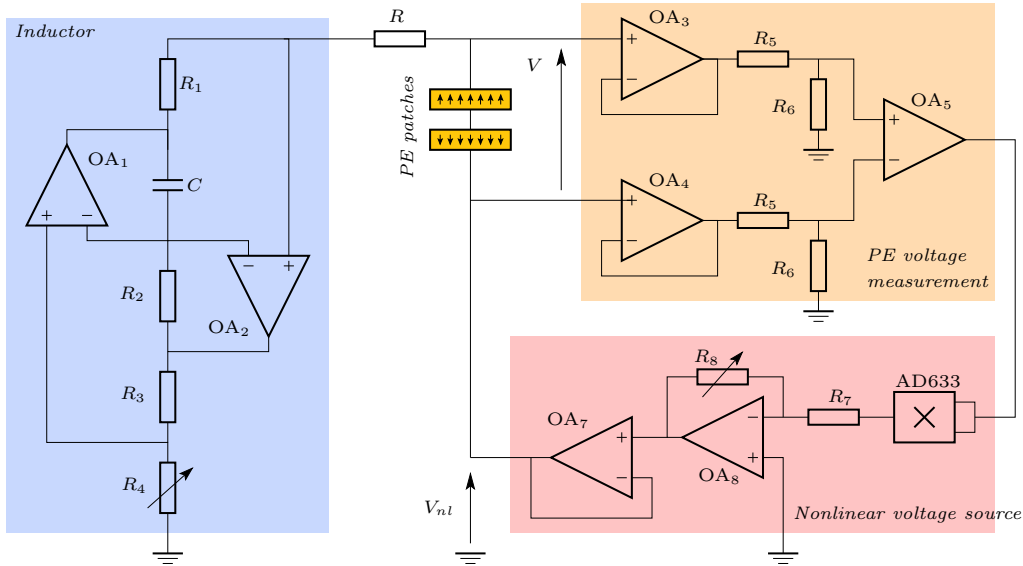 Inductor
R1
OA1
+
−
C
−
+
R2
OA2
R3
R4
R
PE patches
V
OA3
+
−
R5
R6
OA4
+
−
R5
R6
OA5
+
−
PE voltage
measurement
R8
OA7
+
−
−
+
OA8
R7
AD633
×
Vnl
Nonlinear voltage source